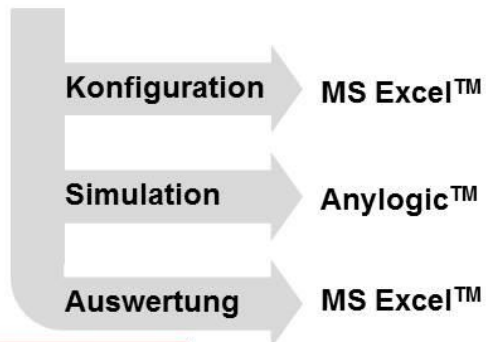 Konfiguration MS Excel™
Simulation Anylogic™
Auswertung MS Excel™